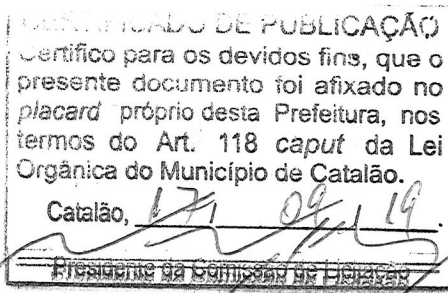 CERTIFICADO DE PUBLICAÇÃO
Certifico para os devidos fins, que o
presente documento foi afixado no
placard próprio desta Prefeitura, nos
termos do Art. 118 caput da Lei
Orgânica do Município de Catalão.
Catalão, 17, 09, 19.
Presidente da Comissão de Licitação